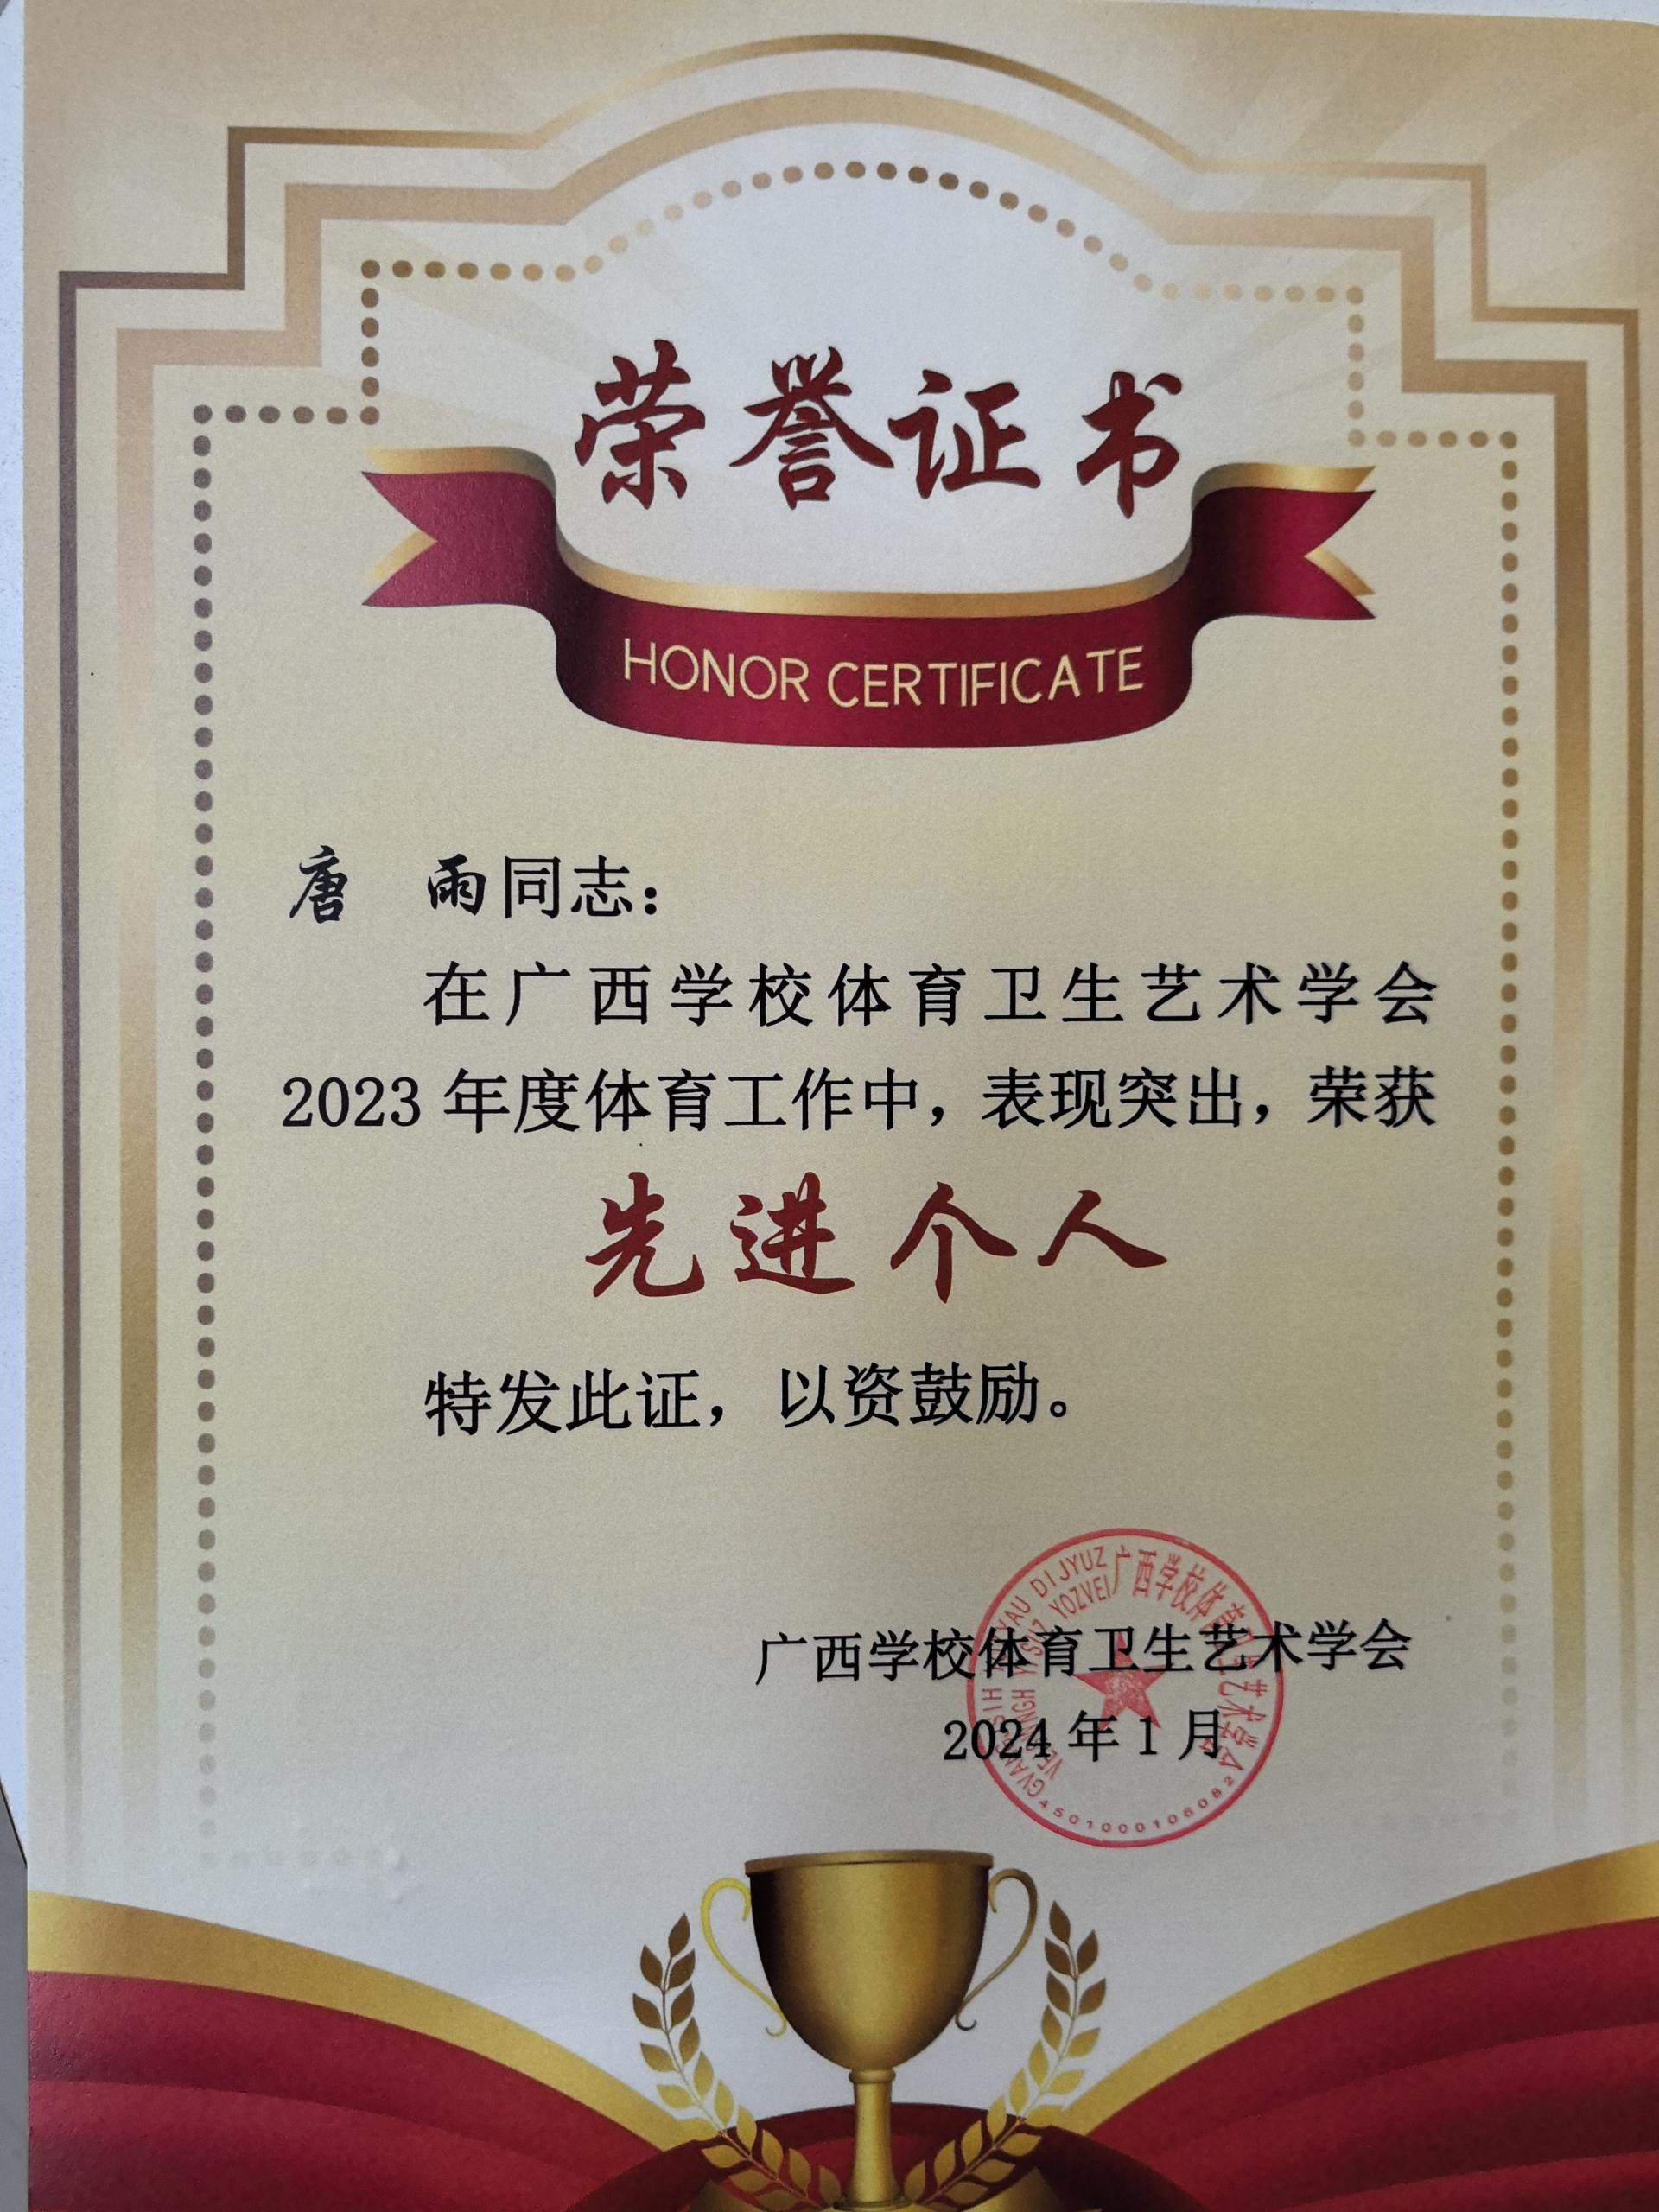 荣誉证书
HONOR CERTIFICATE
唐 雨同志：
在广西学校体育卫生艺术学会
2023年度体育工作中，表现突出，荣获
先进个人
特发此证，以资鼓励。
广西学校体育卫生艺术学会
2024年1月
4501000106082